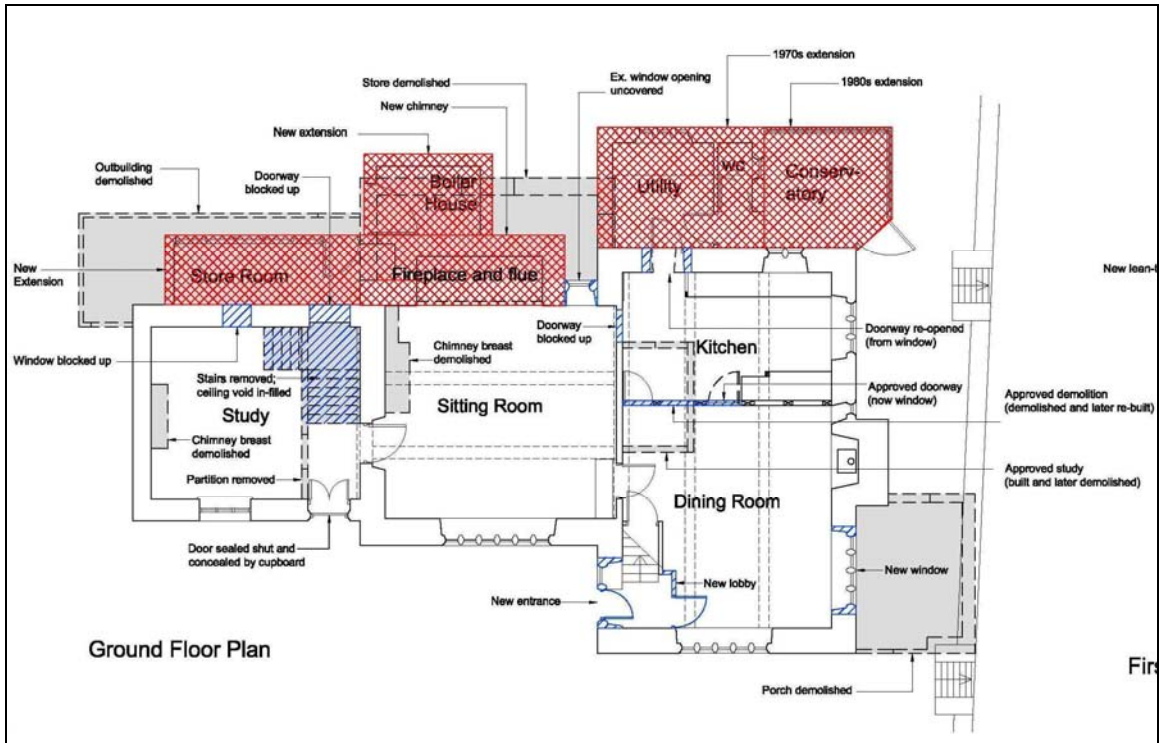 1970s extension
Ex. window opening
uncovered
1980s extension
Store demolished
New chimney
New extension
Outbuilding
demolished
Doorway
blocked up
Boiler
House
Utility
wc
Conserv-
atory
New
Extension
Store Room
Fireplace and flue
New lean-t
Window blocked up
Chimney breast
demolished
Doorway
blocked up
Kitchen
Doorway re-opened
(from window)
Stairs removed;
ceiling void in-filled
Study
Sitting Room
Approved doorway
(now window)
Approved demolition
(demolished and later re-built)
Chimney breast
demolished
Partition removed
Approved study
(built and later demolished)
Dining Room
Door sealed shut and
concealed by cupboard
New window
New lobby
New entrance
Ground Floor Plan
Firs
Porch demolished